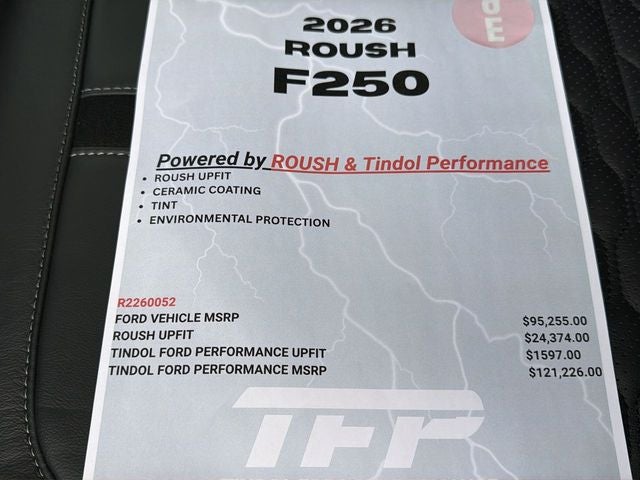 2026
ROUSH
F250
Powered by ROUSH & Tindol Performance
• ROUSH UPFIT
• CERAMIC COATING
• TINT
• ENVIRONMENTAL PROTECTION
R2260052
FORD VEHICLE MSRP $95,255.00
ROUSH UPFIT $24,374.00
TINDOL FORD PERFORMANCE UPFIT $1597.00
TINDOL FORD PERFORMANCE MSRP $121,226.00
TFP